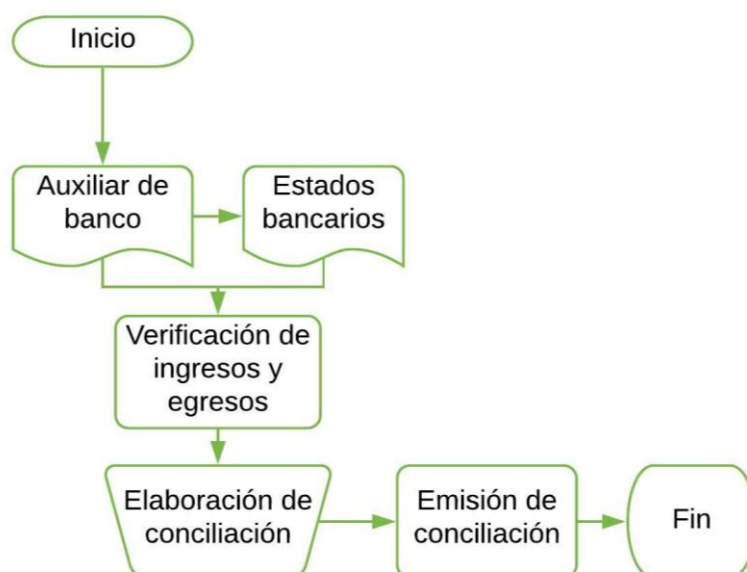 Inicio
Auxiliar de
banco
Estados
bancarios
Verificación de
ingresos y
egresos
Elaboración de
conciliación
Emisión de
conciliación
Fin